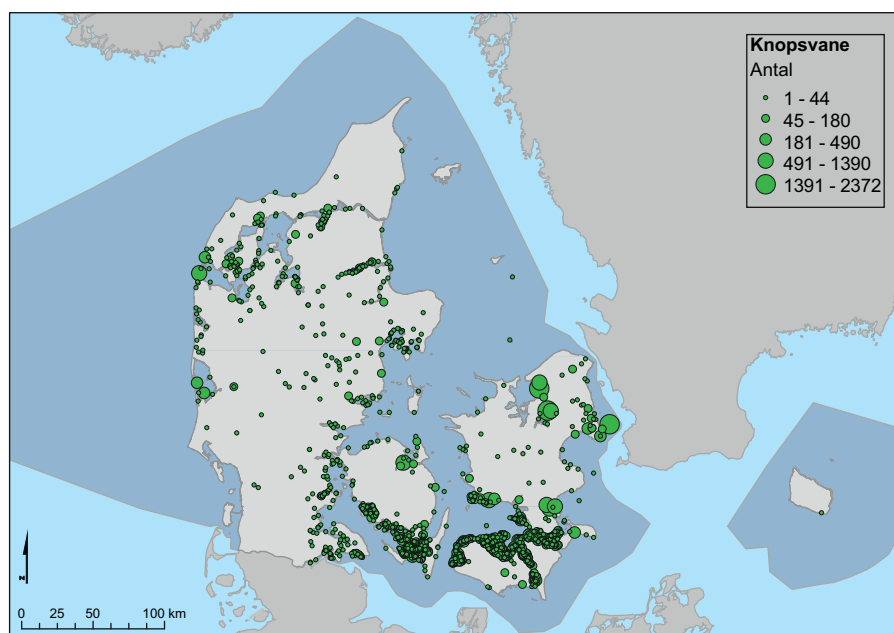 Knopsvane
Antal
1 - 44
45 - 180
181 - 490
491 - 1390
1391 - 2372
N
0 25 50 100 km